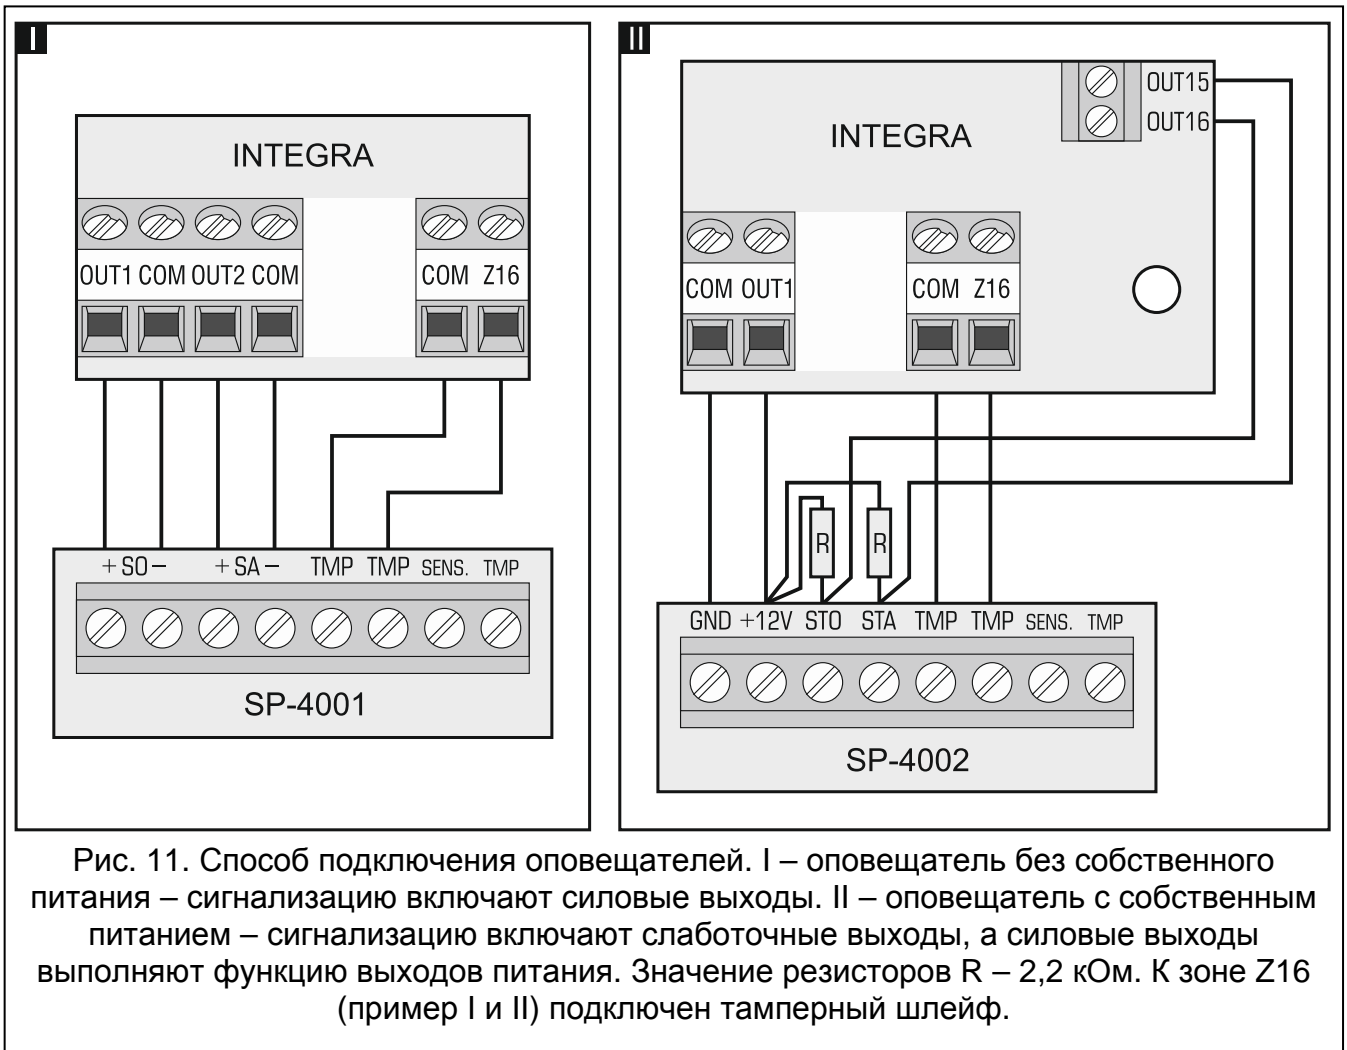 I
INTEGRA
OUT1 COM OUT2 COM
COM Z16
+ SO −
+ SA −
TMP TMP SENS. TMP
SP-4001
II
OUT15
OUT16
INTEGRA
COM OUT1
COM Z16
R
R
GND +12V STO STA TMP TMP SENS. TMP
SP-4002
Рис. 11. Способ подключения оповещателей. I – оповещатель без собственного
питания – сигнализацию включают силовые выходы. II – оповещатель с собственным
питанием – сигнализацию включают слаботочные выходы, а силовые выходы
выполняют функцию выходов питания. Значение резисторов R – 2,2 кОм. К зоне Z16
(пример I и II) подключен тамперный шлейф.